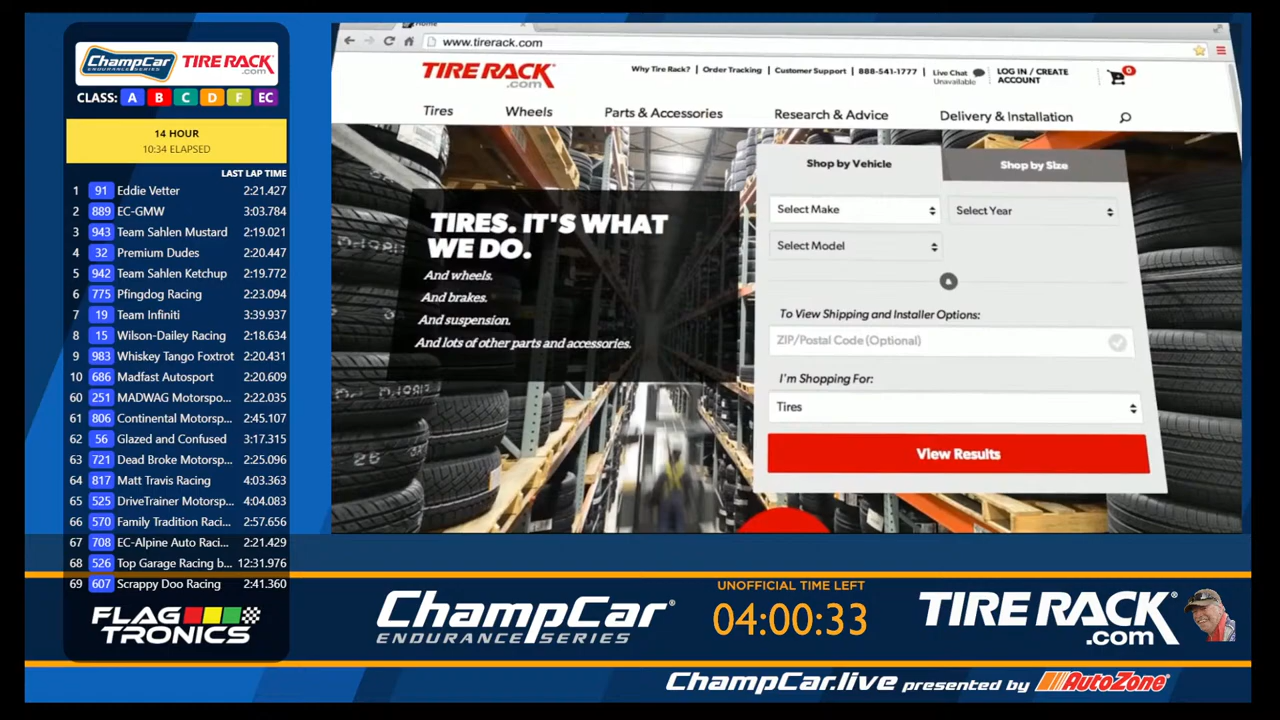 ChampCar
ENDURANCE SERIES
TIRE RACK
.com
CLASS: A B C D F EC
14 HOUR
10:34 ELAPSED
LAST LAP TIME
1 91 Eddie Vetter 2:21.427
2 889 EC-GMW 3:03.784
3 943 Team Sahlen Mustard 2:19.021
4 32 Premium Dudes 2:20.447
5 942 Team Sahlen Ketchup 2:19.772
6 775 Pfingdog Racing 2:23.094
7 19 Team Infiniti 3:39.937
8 15 Wilson-Dailey Racing 2:18.634
9 983 Whiskey Tango Foxtrot 2:20.431
10 686 Madfast Autosport 2:20.609
60 251 MADWAG Motorspo... 2:22.035
61 806 Continental Motorsp... 2:45.107
62 56 Glazed and Confused 3:17.315
63 721 Dead Broke Motorsp... 2:25.096
64 817 Matt Travis Racing 4:03.363
65 525 DriveTrainer Motorsp... 4:04.083
66 570 Family Tradition Raci... 2:57.656
67 708 EC-Alpine Auto Raci... 2:21.429
68 526 Top Garage Racing b... 12:31.976
69 607 Scrappy Doo Racing 2:41.360
FLAG
TRONICS
www.tirerack.com
TIRE RACK
.com
Why Tire Rack? | Order Tracking | Customer Support | 888-541-1777 | Live Chat Unavailable | LOG IN / CREATE ACCOUNT 0
Tires Wheels Parts & Accessories Research & Advice Delivery & Installation
TIRES. IT'S WHAT
WE DO.
And wheels.
And brakes.
And suspension.
And lots of other parts and accessories.
Shop by Vehicle Shop by Size
Select Make Select Year
Select Model
To View Shipping and Installer Options:
ZIP/Postal Code (Optional)
I'm Shopping For:
Tires
View Results
ChampCar®
ENDURANCE SERIES
UNOFFICIAL TIME LEFT
04:00:33
TIRE RACK®
.com
ChampCar.live presented by AutoZone